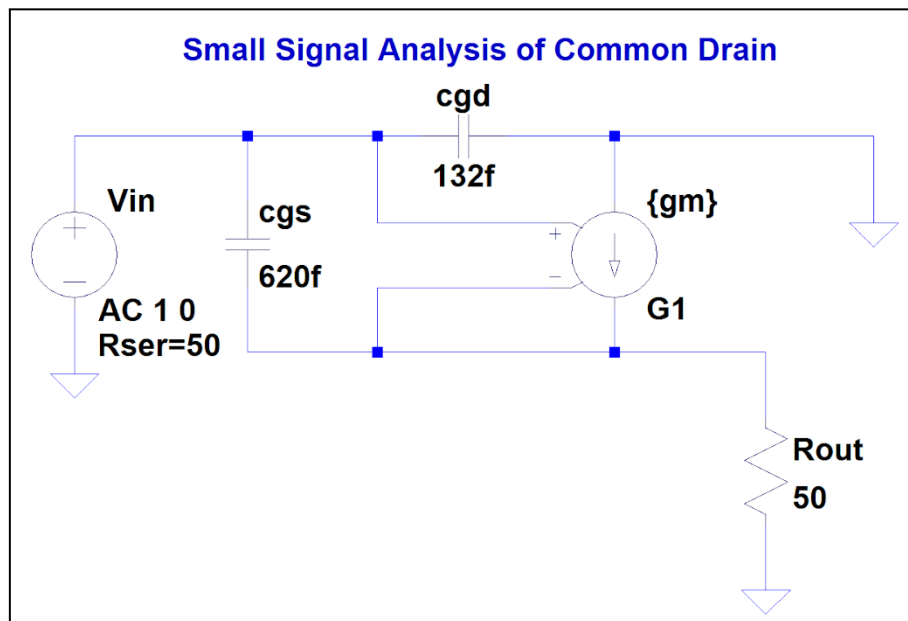 Small Signal Analysis of Common Drain
cgd
132f
Vin
+
AC 1 0
Rser=50
cgs
620f
+
{gm}
G1
Rout
50